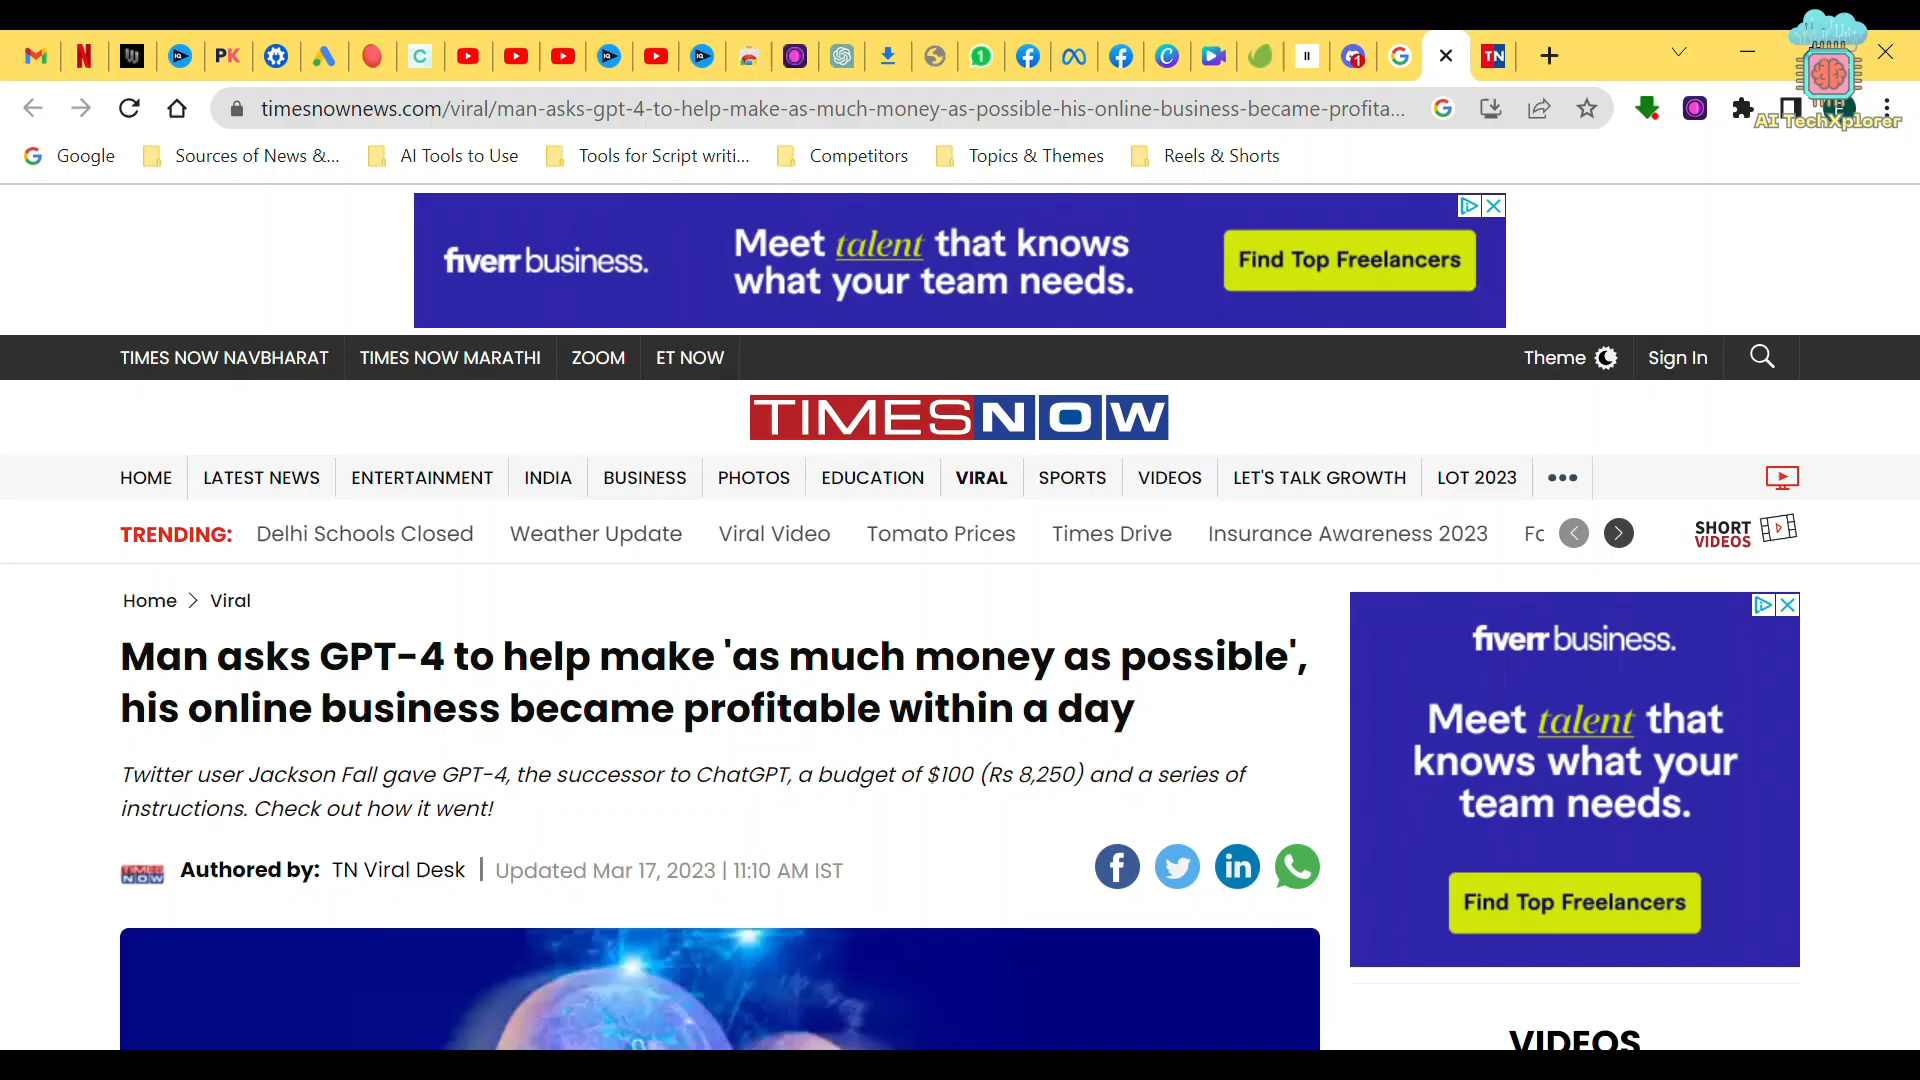 PK
TN
timesnownews.com/viral/man-asks-gpt-4-to-help-make-as-much-money-as-possible-his-online-business-became-profita...
AI TechXplorer
Google
Sources of News &...
AI Tools to Use
Tools for Script writi...
Competitors
Topics & Themes
Reels & Shorts
fiverr business.
Meet talent that knows
what your team needs.
Find Top Freelancers
TIMES NOW NAVBHARAT
TIMES NOW MARATHI
ZOOM
ET NOW
Theme
Sign In
TIMES NOW
HOME
LATEST NEWS
ENTERTAINMENT
INDIA
BUSINESS
PHOTOS
EDUCATION
VIRAL
SPORTS
VIDEOS
LET'S TALK GROWTH
LOT 2023
TRENDING:
Delhi Schools Closed
Weather Update
Viral Video
Tomato Prices
Times Drive
Insurance Awareness 2023
Fo
SHORT
VIDEOS
Home > Viral
Man asks GPT-4 to help make 'as much money as possible',
his online business became profitable within a day
Twitter user Jackson Fall gave GPT-4, the successor to ChatGPT, a budget of $100 (Rs 8,250) and a series of
instructions. Check out how it went!
TIMES
NOW
Authored by: TN Viral Desk | Updated Mar 17, 2023 | 11:10 AM IST
fiverr business.
Meet talent that
knows what your
team needs.
Find Top Freelancers
VIDEOS